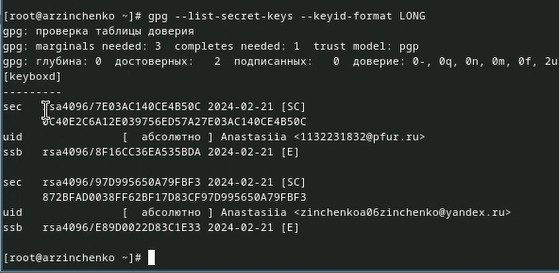 [root@arzinchenko ~]# gpg --list-secret-keys --keyid-format LONG
gpg: проверка таблицы доверия
gpg: marginals needed: 3 completes needed: 1 trust model: pgp
gpg: глубина: 0 достоверных: 2 подписанных: 0 доверие: 0-, 0q, 0n, 0m, 0f, 2u
[keyboxd]
---------
sec rsa4096/7E03AC140CE4B50C 2024-02-21 [SC]
0C40E2C6A12E039756ED57A27E03AC140CE4B50C
uid [ абсолютно ] Anastasiia <1132231832@pfur.ru>
ssb rsa4096/8F16CC36EA535BDA 2024-02-21 [E]
sec rsa4096/97D995650A79FBF3 2024-02-21 [SC]
872BFAD0038FF62BF17D83CF97D995650A79FBF3
uid [ абсолютно ] Anastasiia <zinchenkoa06zinchenko@yandex.ru>
ssb rsa4096/E89D0022D83C1E33 2024-02-21 [E]
[root@arzinchenko ~]#